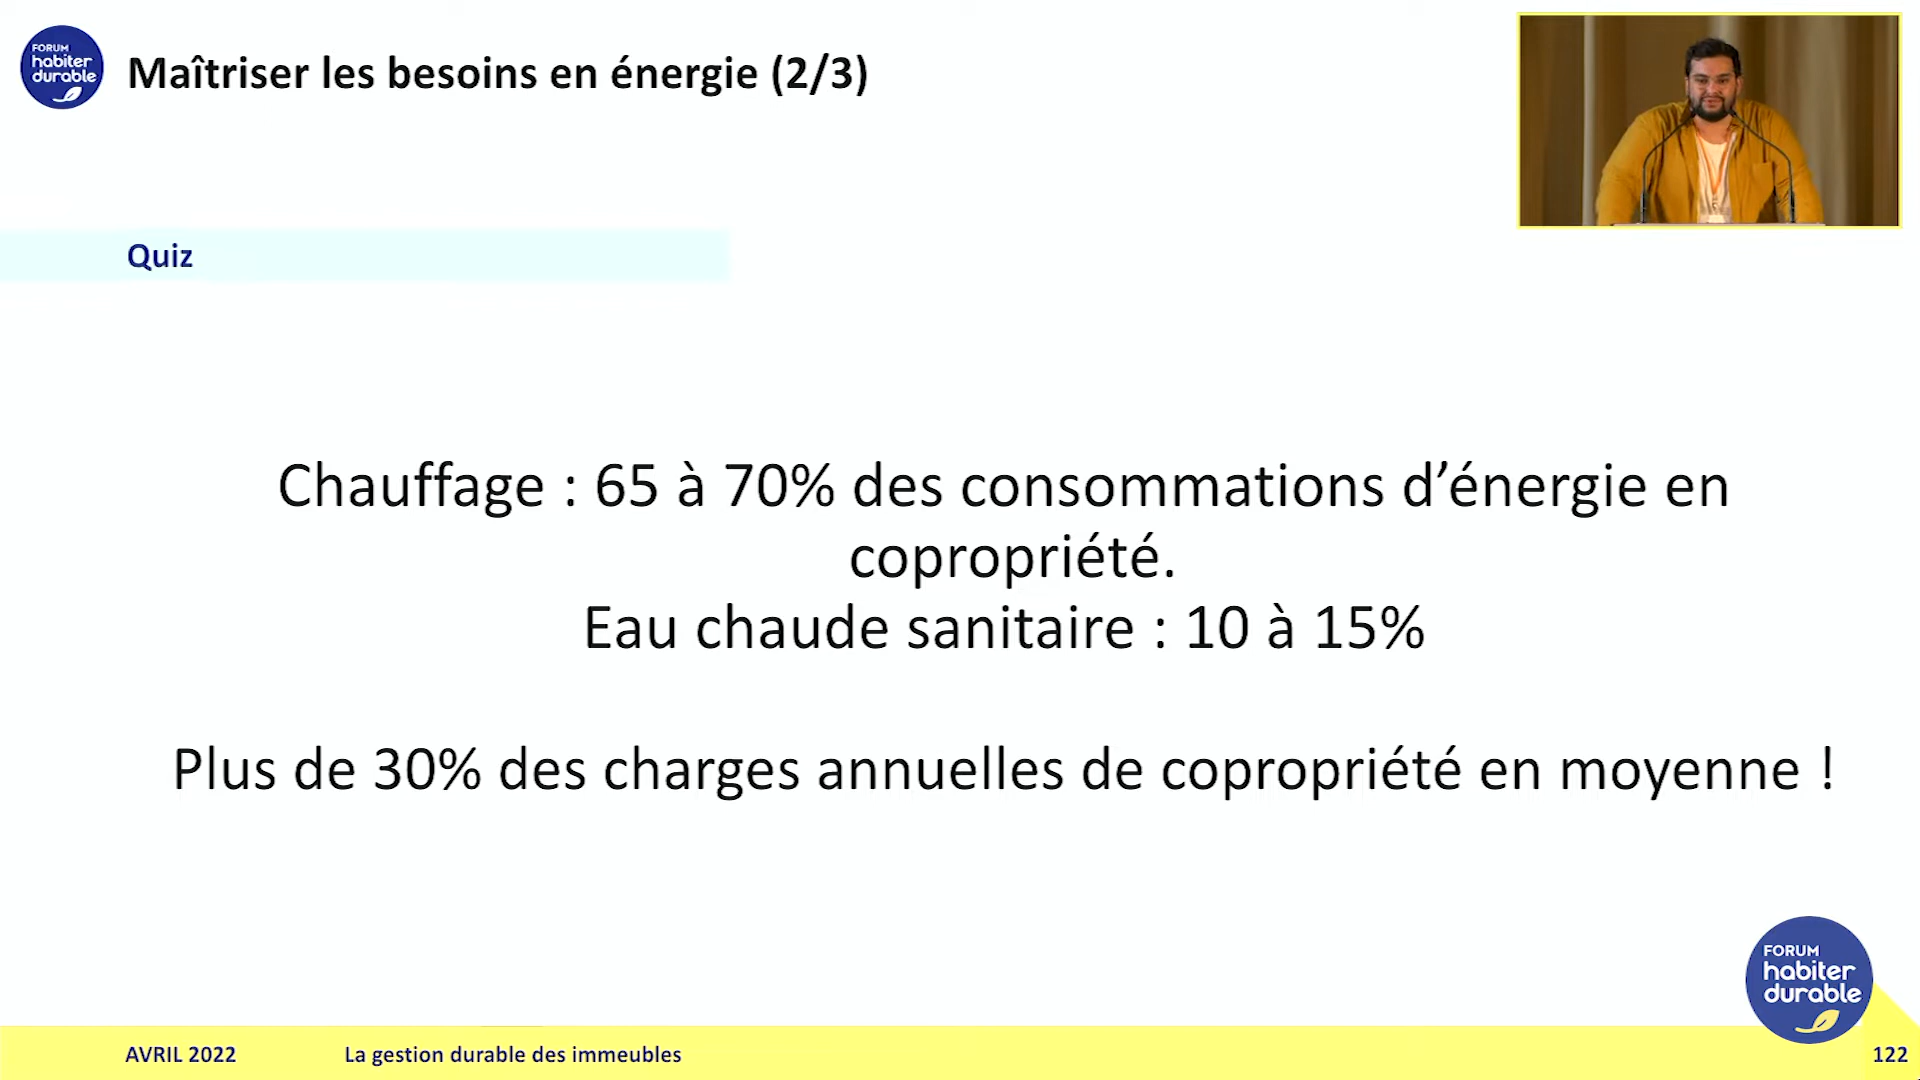 FORUM
habiter
durable
Maîtriser les besoins en énergie (2/3)
Quiz
Chauffage : 65 à 70% des consommations d’énergie en
copropriété.
Eau chaude sanitaire : 10 à 15%
Plus de 30% des charges annuelles de copropriété en moyenne !
FORUM
habiter
durable
AVRIL 2022
La gestion durable des immeubles
122